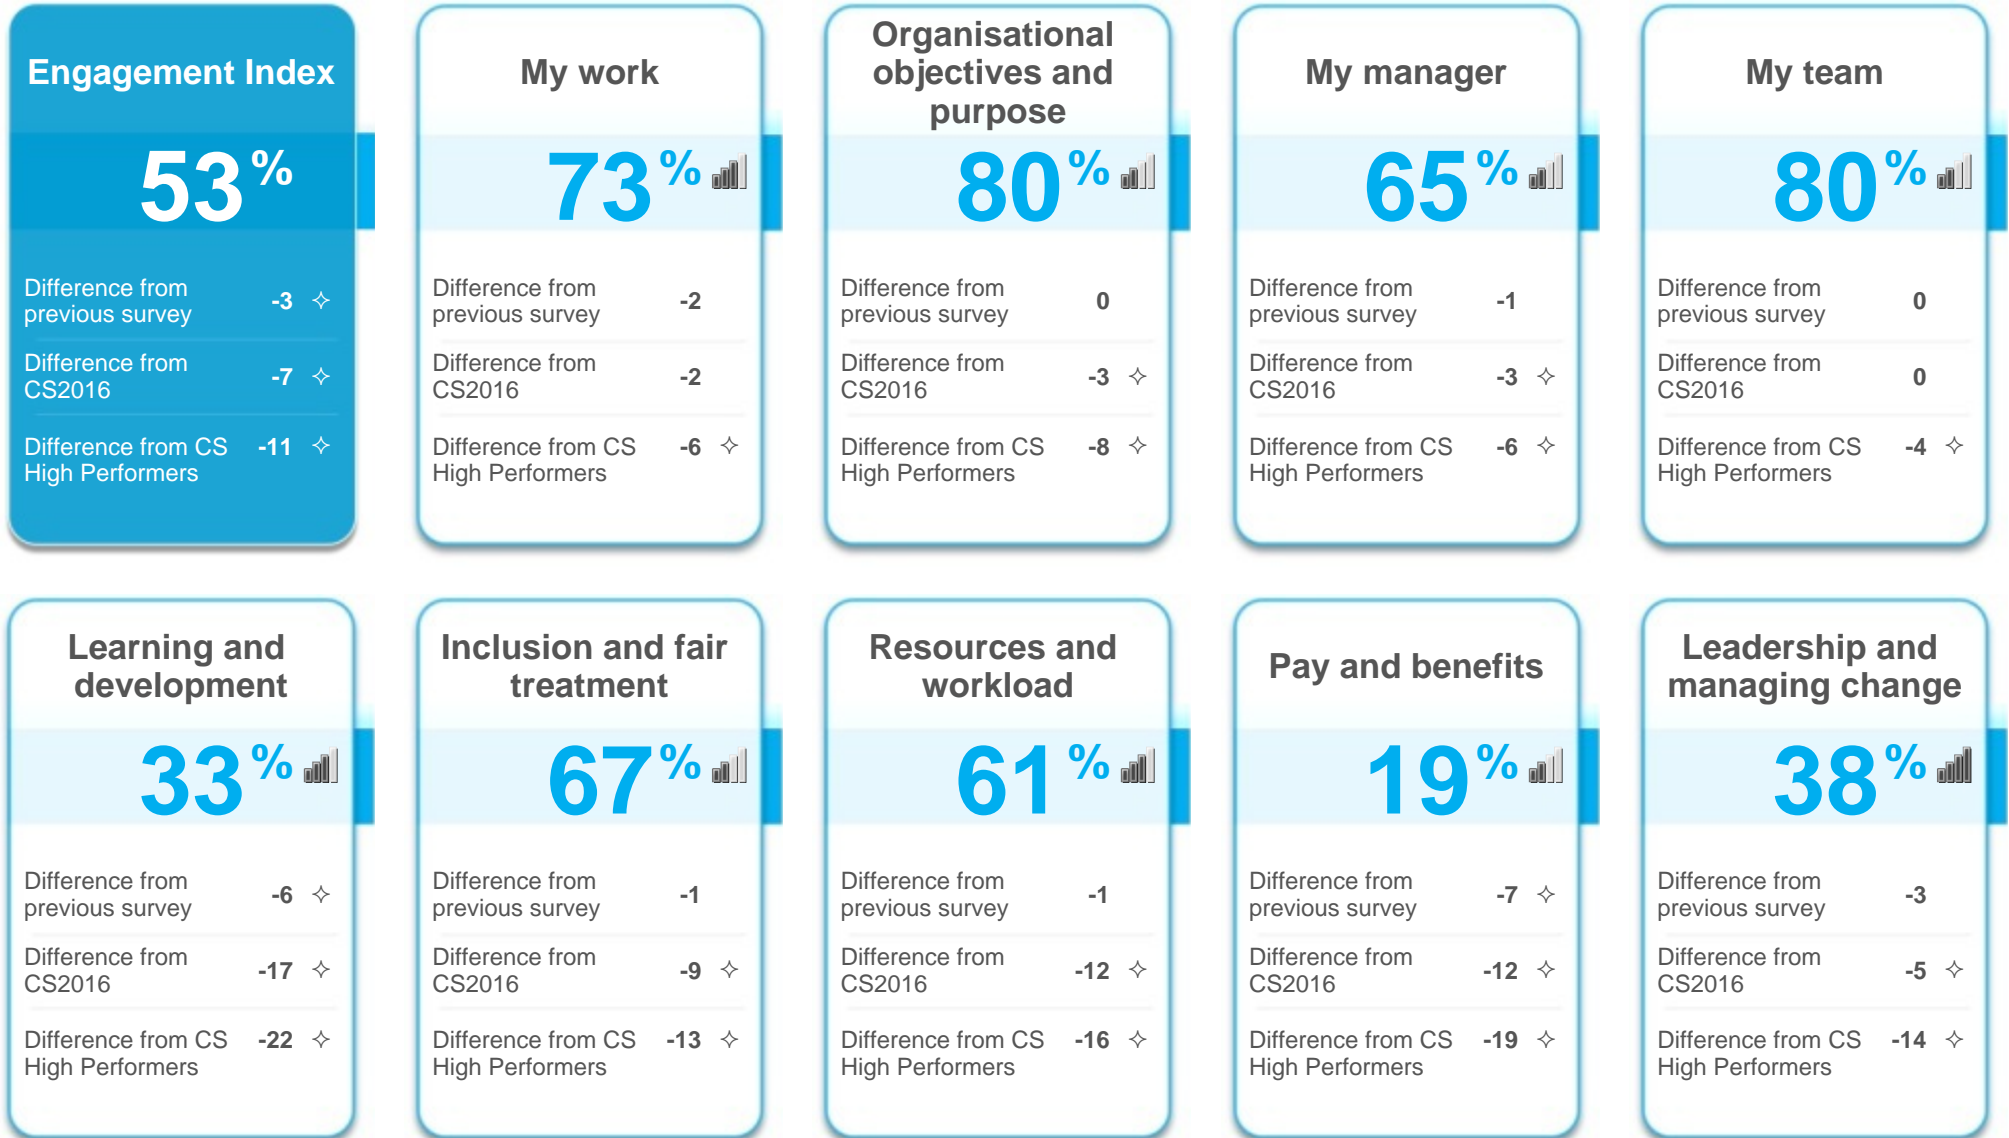 Engagement Index
53%
Difference from
previous survey
-3 ✧
Difference from
CS2016
-7 ✧
Difference from CS
High Performers
-11 ✧
My work
73%
Difference from
previous survey
-2
Difference from
CS2016
-2
Difference from CS
High Performers
-6 ✧
Organisational
objectives and
purpose
80%
Difference from
previous survey
0
Difference from
CS2016
-3 ✧
Difference from CS
High Performers
-8 ✧
My manager
65%
Difference from
previous survey
-1
Difference from
CS2016
-3 ✧
Difference from CS
High Performers
-6 ✧
My team
80%
Difference from
previous survey
0
Difference from
CS2016
0
Difference from CS
High Performers
-4 ✧
Learning and
development
33%
Difference from
previous survey
-6 ✧
Difference from
CS2016
-17 ✧
Difference from CS
High Performers
-22 ✧
Inclusion and fair
treatment
67%
Difference from
previous survey
-1
Difference from
CS2016
-9 ✧
Difference from CS
High Performers
-13 ✧
Resources and
workload
61%
Difference from
previous survey
-1
Difference from
CS2016
-12 ✧
Difference from CS
High Performers
-16 ✧
Pay and benefits
19%
Difference from
previous survey
-7 ✧
Difference from
CS2016
-12 ✧
Difference from CS
High Performers
-19 ✧
Leadership and
managing change
38%
Difference from
previous survey
-3
Difference from
CS2016
-5 ✧
Difference from CS
High Performers
-14 ✧